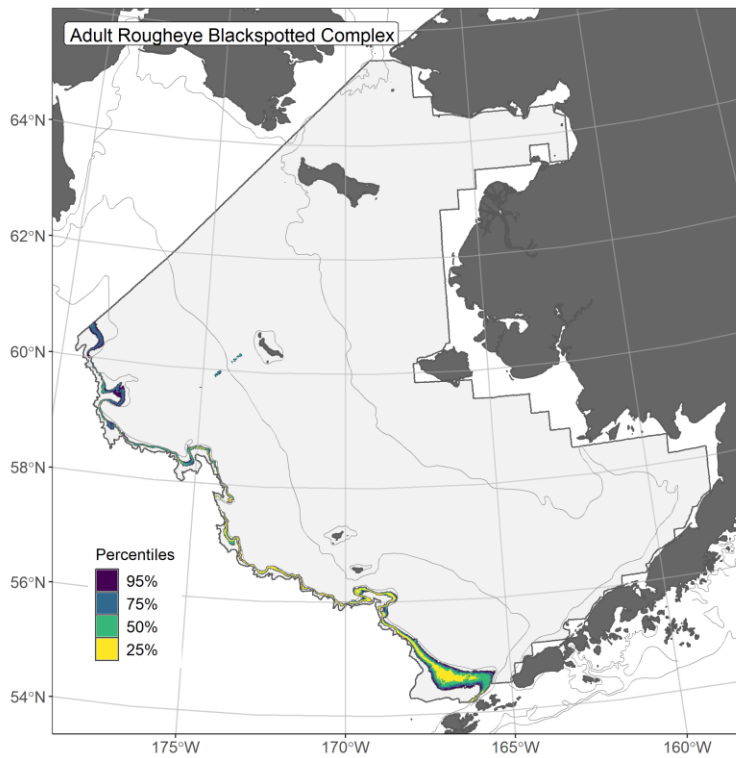 Adult Rougheye Blackspotted Complex
64°N
62°N
60°N
58°N
56°N
54°N
Percentiles
95%
75%
50%
25%
175°W
170°W
165°W
160°W